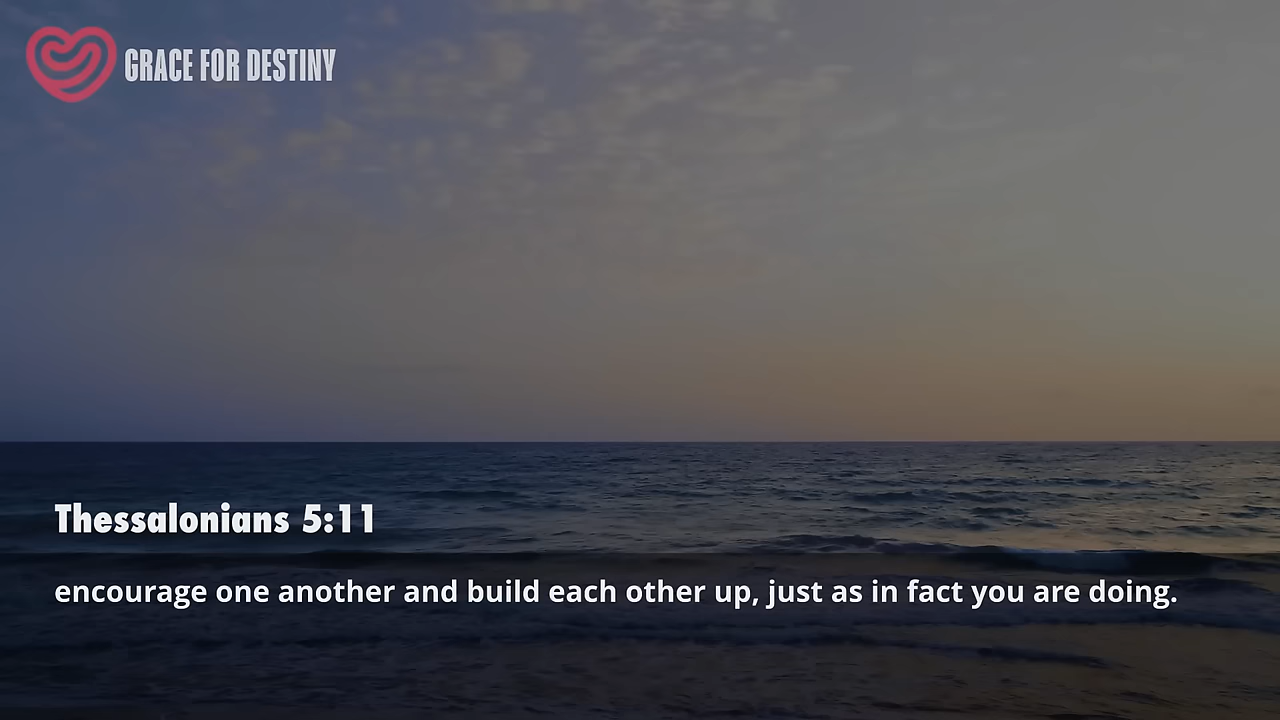 GRACE FOR DESTINY
Thessalonians 5:11
encourage one another and build each other up, just as in fact you are doing.